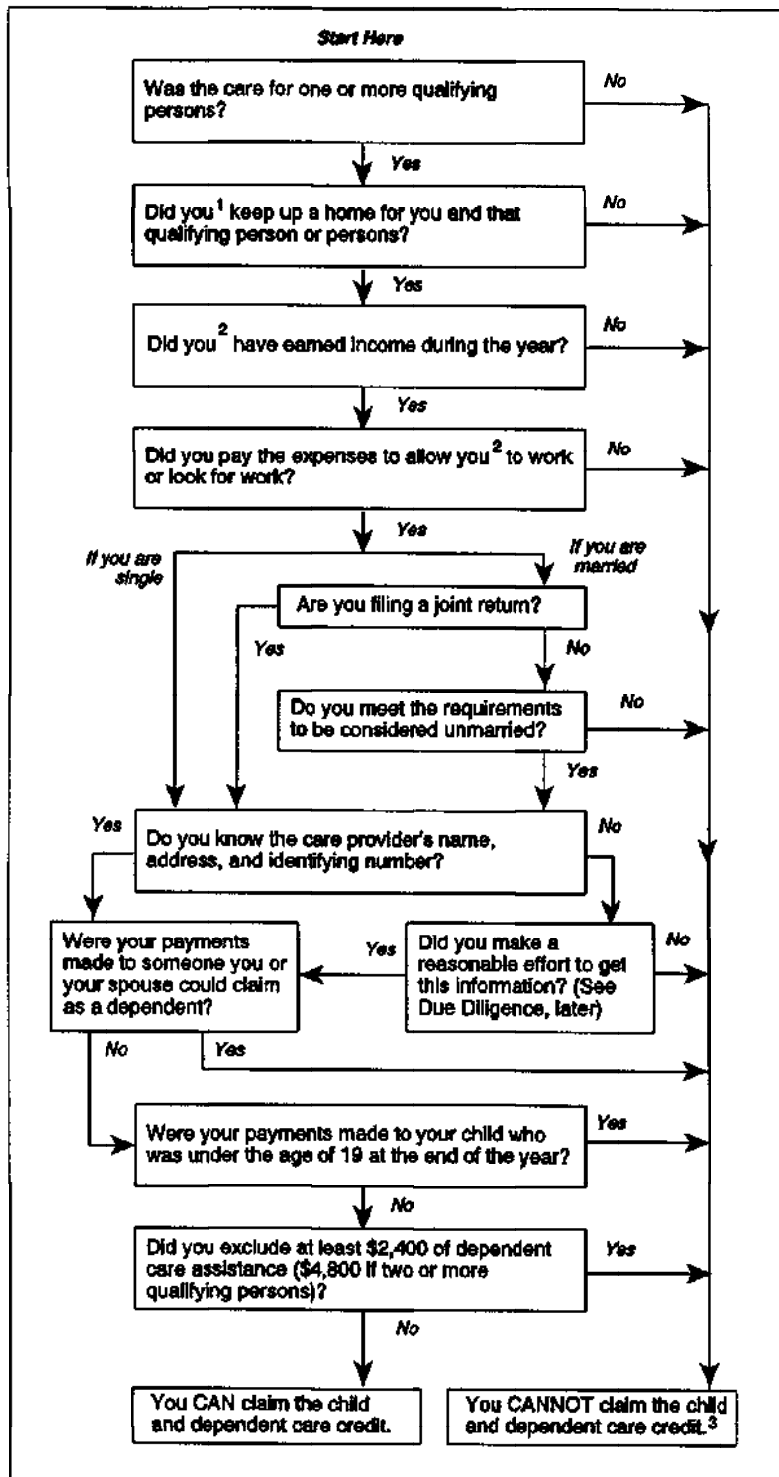 Start Here
Was the care for one or more qualifying
persons?
No
Yes
Did you1 keep up a home for you and that
qualifying person or persons?
No
Yes
Did you2 have earned income during the year?
No
Yes
Did you pay the expenses to allow you2 to work
or look for work?
No
Yes
If you are
single
If you are
married
Are you filing a joint return?
Yes
No
Do you meet the requirements
to be considered unmarried?
No
Yes
Yes
Do you know the care provider's name,
address, and identifying number?
No
Were your payments
made to someone you or
your spouse could claim
as a dependent?
Yes
Did you make a
reasonable effort to get
this information? (See
Due Diligence, later)
No
No
Yes
Were your payments made to your child who
was under the age of 19 at the end of the year?
Yes
No
Did you exclude at least $2,400 of dependent
care assistance ($4,800 if two or more
qualifying persons)?
Yes
No
You CAN claim the child
and dependent care credit.
You CANNOT claim the child
and dependent care credit.3